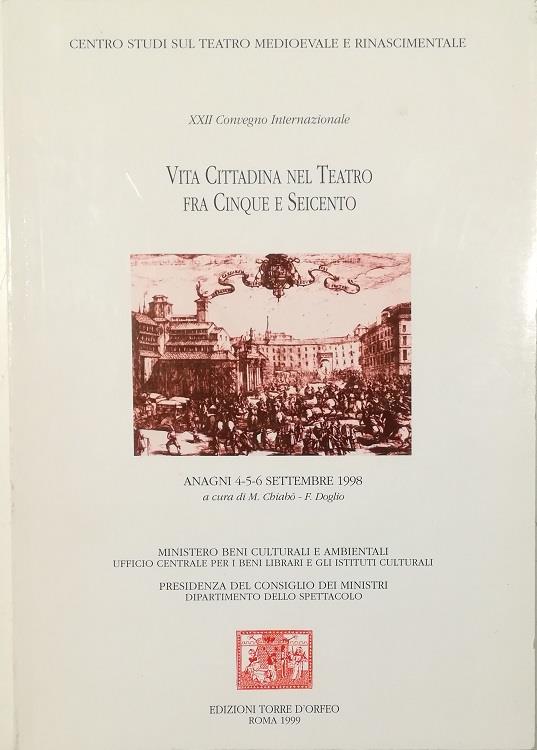 CENTRO STUDI SUL TEATRO MEDIOEVALE E RINASCIMENTALE
XXII Convegno Internazionale
VITA CITTADINA NEL TEATRO
FRA CINQUE E SEICENTO
ANAGNI 4-5-6 SETTEMBRE 1998
a cura di M. Chiabò - F. Doglio
MINISTERO BENI CULTURALI E AMBIENTALI
UFFICIO CENTRALE PER I BENI LIBRARI E GLI ISTITUTI CULTURALI
PRESIDENZA DEL CONSIGLIO DEI MINISTRI
DIPARTIMENTO DELLO SPETTACOLO
EDIZIONI TORRE D'ORFEO
ROMA 1999